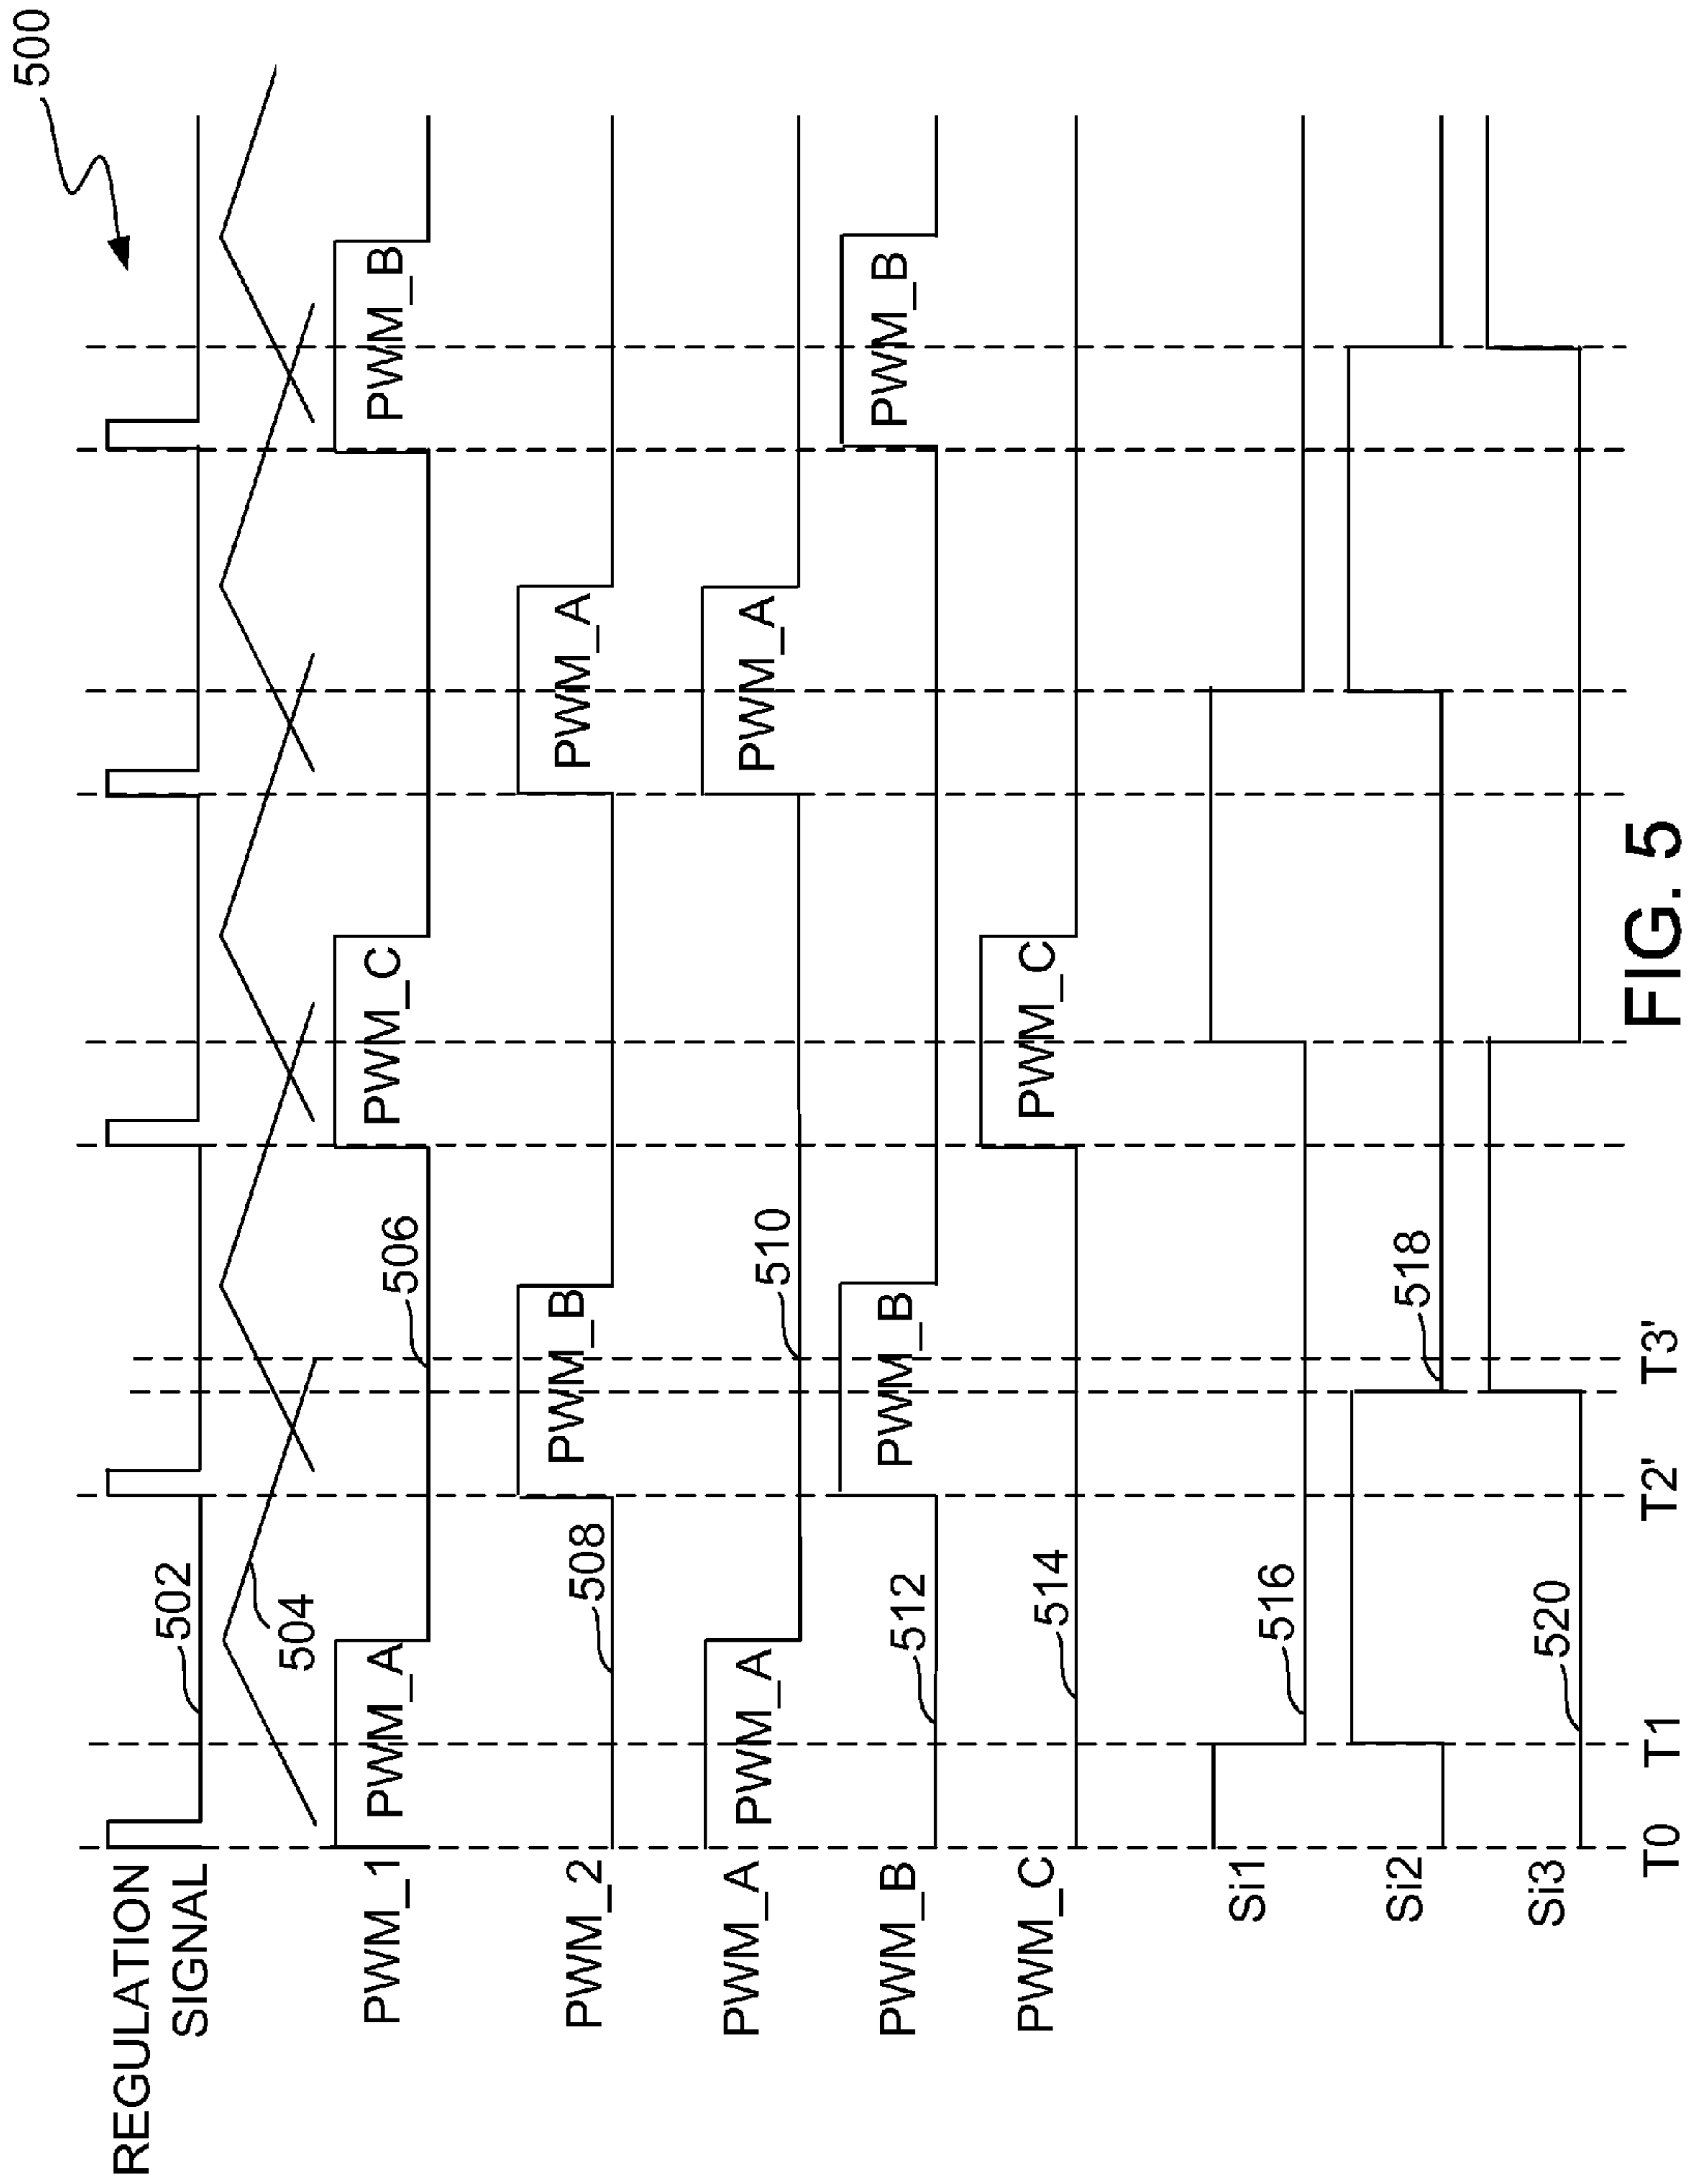 500
REGULATION
SIGNAL
502
504
PWM_1
PWM_A
506
PWM_C
PWM_B
PWM_2
508
PWM_B
PWM_A
PWM_A
PWM_A
510
PWM_A
PWM_B
512
PWM_B
PWM_B
PWM_C
514
PWM_C
Si1
516
Si2
518
Si3
520
T0
T1
T2'
T3'
FIG. 5